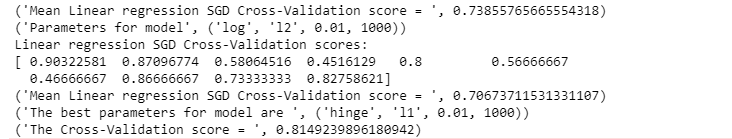 ('Mean Linear regression SGD Cross-Validation score = ', 0.73855765665554318)
('Parameters for model', ('log', 'l2', 0.01, 1000))
Linear regression SGD Cross-Validation scores:
[ 0.90322581  0.87096774  0.58064516  0.4516129   0.8         0.56666667
  0.46666667  0.86666667  0.73333333  0.82758621]
('Mean Linear regression SGD Cross-Validation score = ', 0.70673711531331107)
('The best parameters for model are ', ('hinge', 'l1', 0.01, 1000))
('The Cross-Validation score = ', 0.8149239896180942)